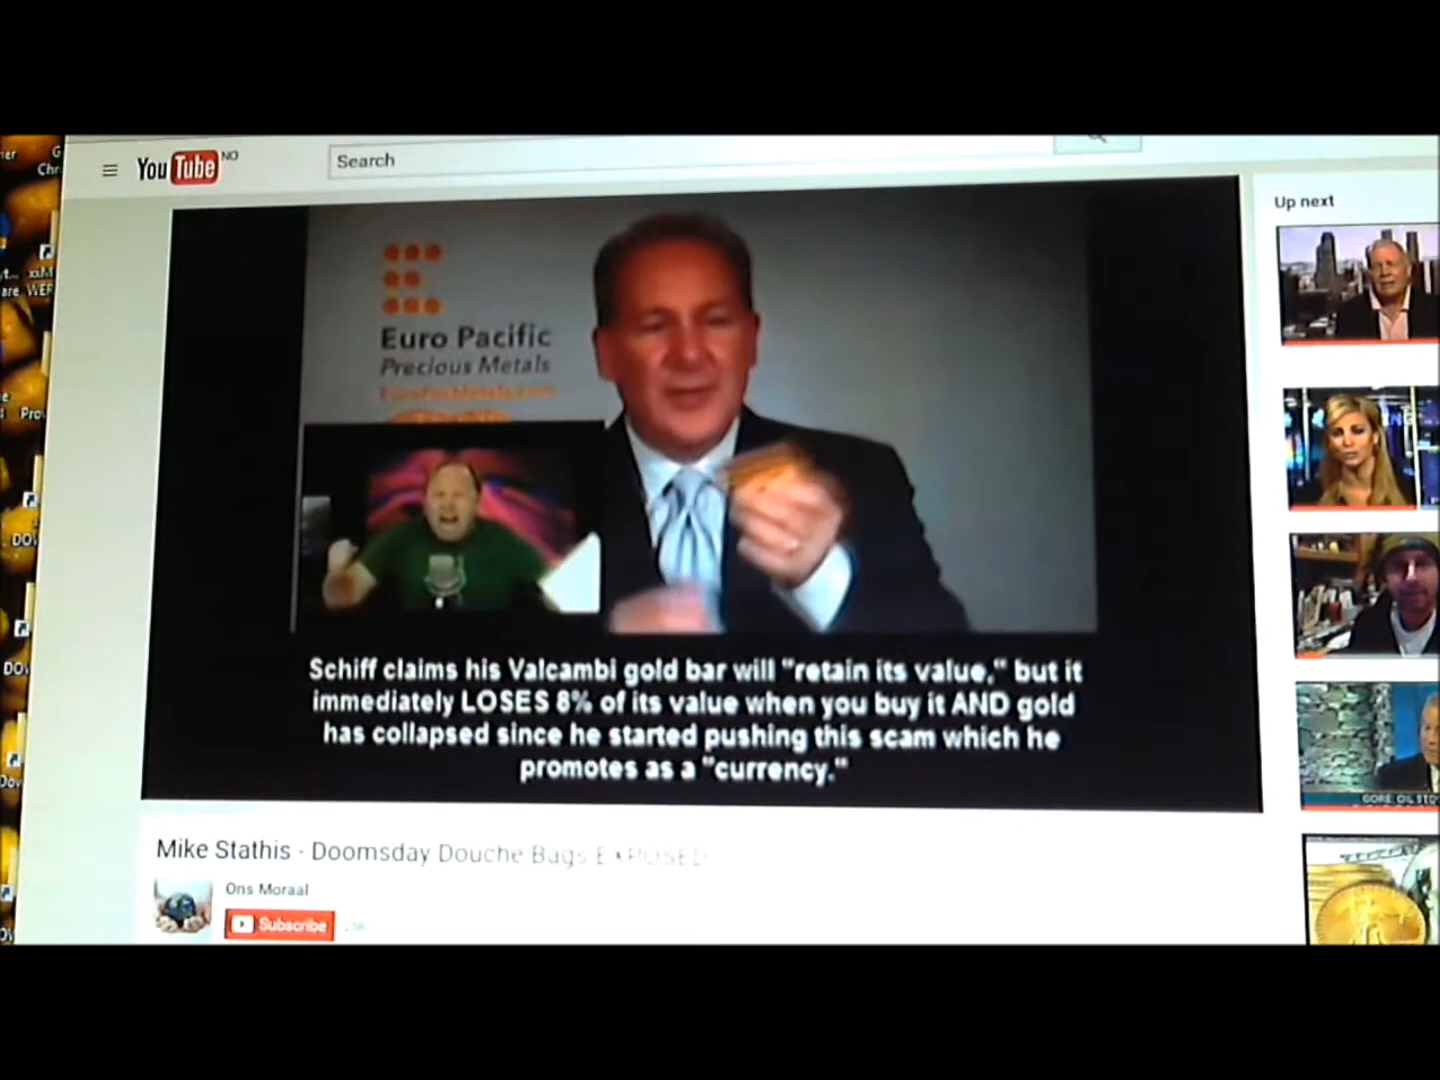 YouTube NO
Search
Up next
Euro Pacific
Precious Metals
Schiff claims his Valcambi gold bar will "retain its value," but it
immediately LOSES 8% of its value when you buy it AND gold
has collapsed since he started pushing this scam which he
promotes as a "currency."
GORE: OIL
Mike Stathis - Doomsday Douche Bags EXPOSED
Ons Moraal
Subscribe